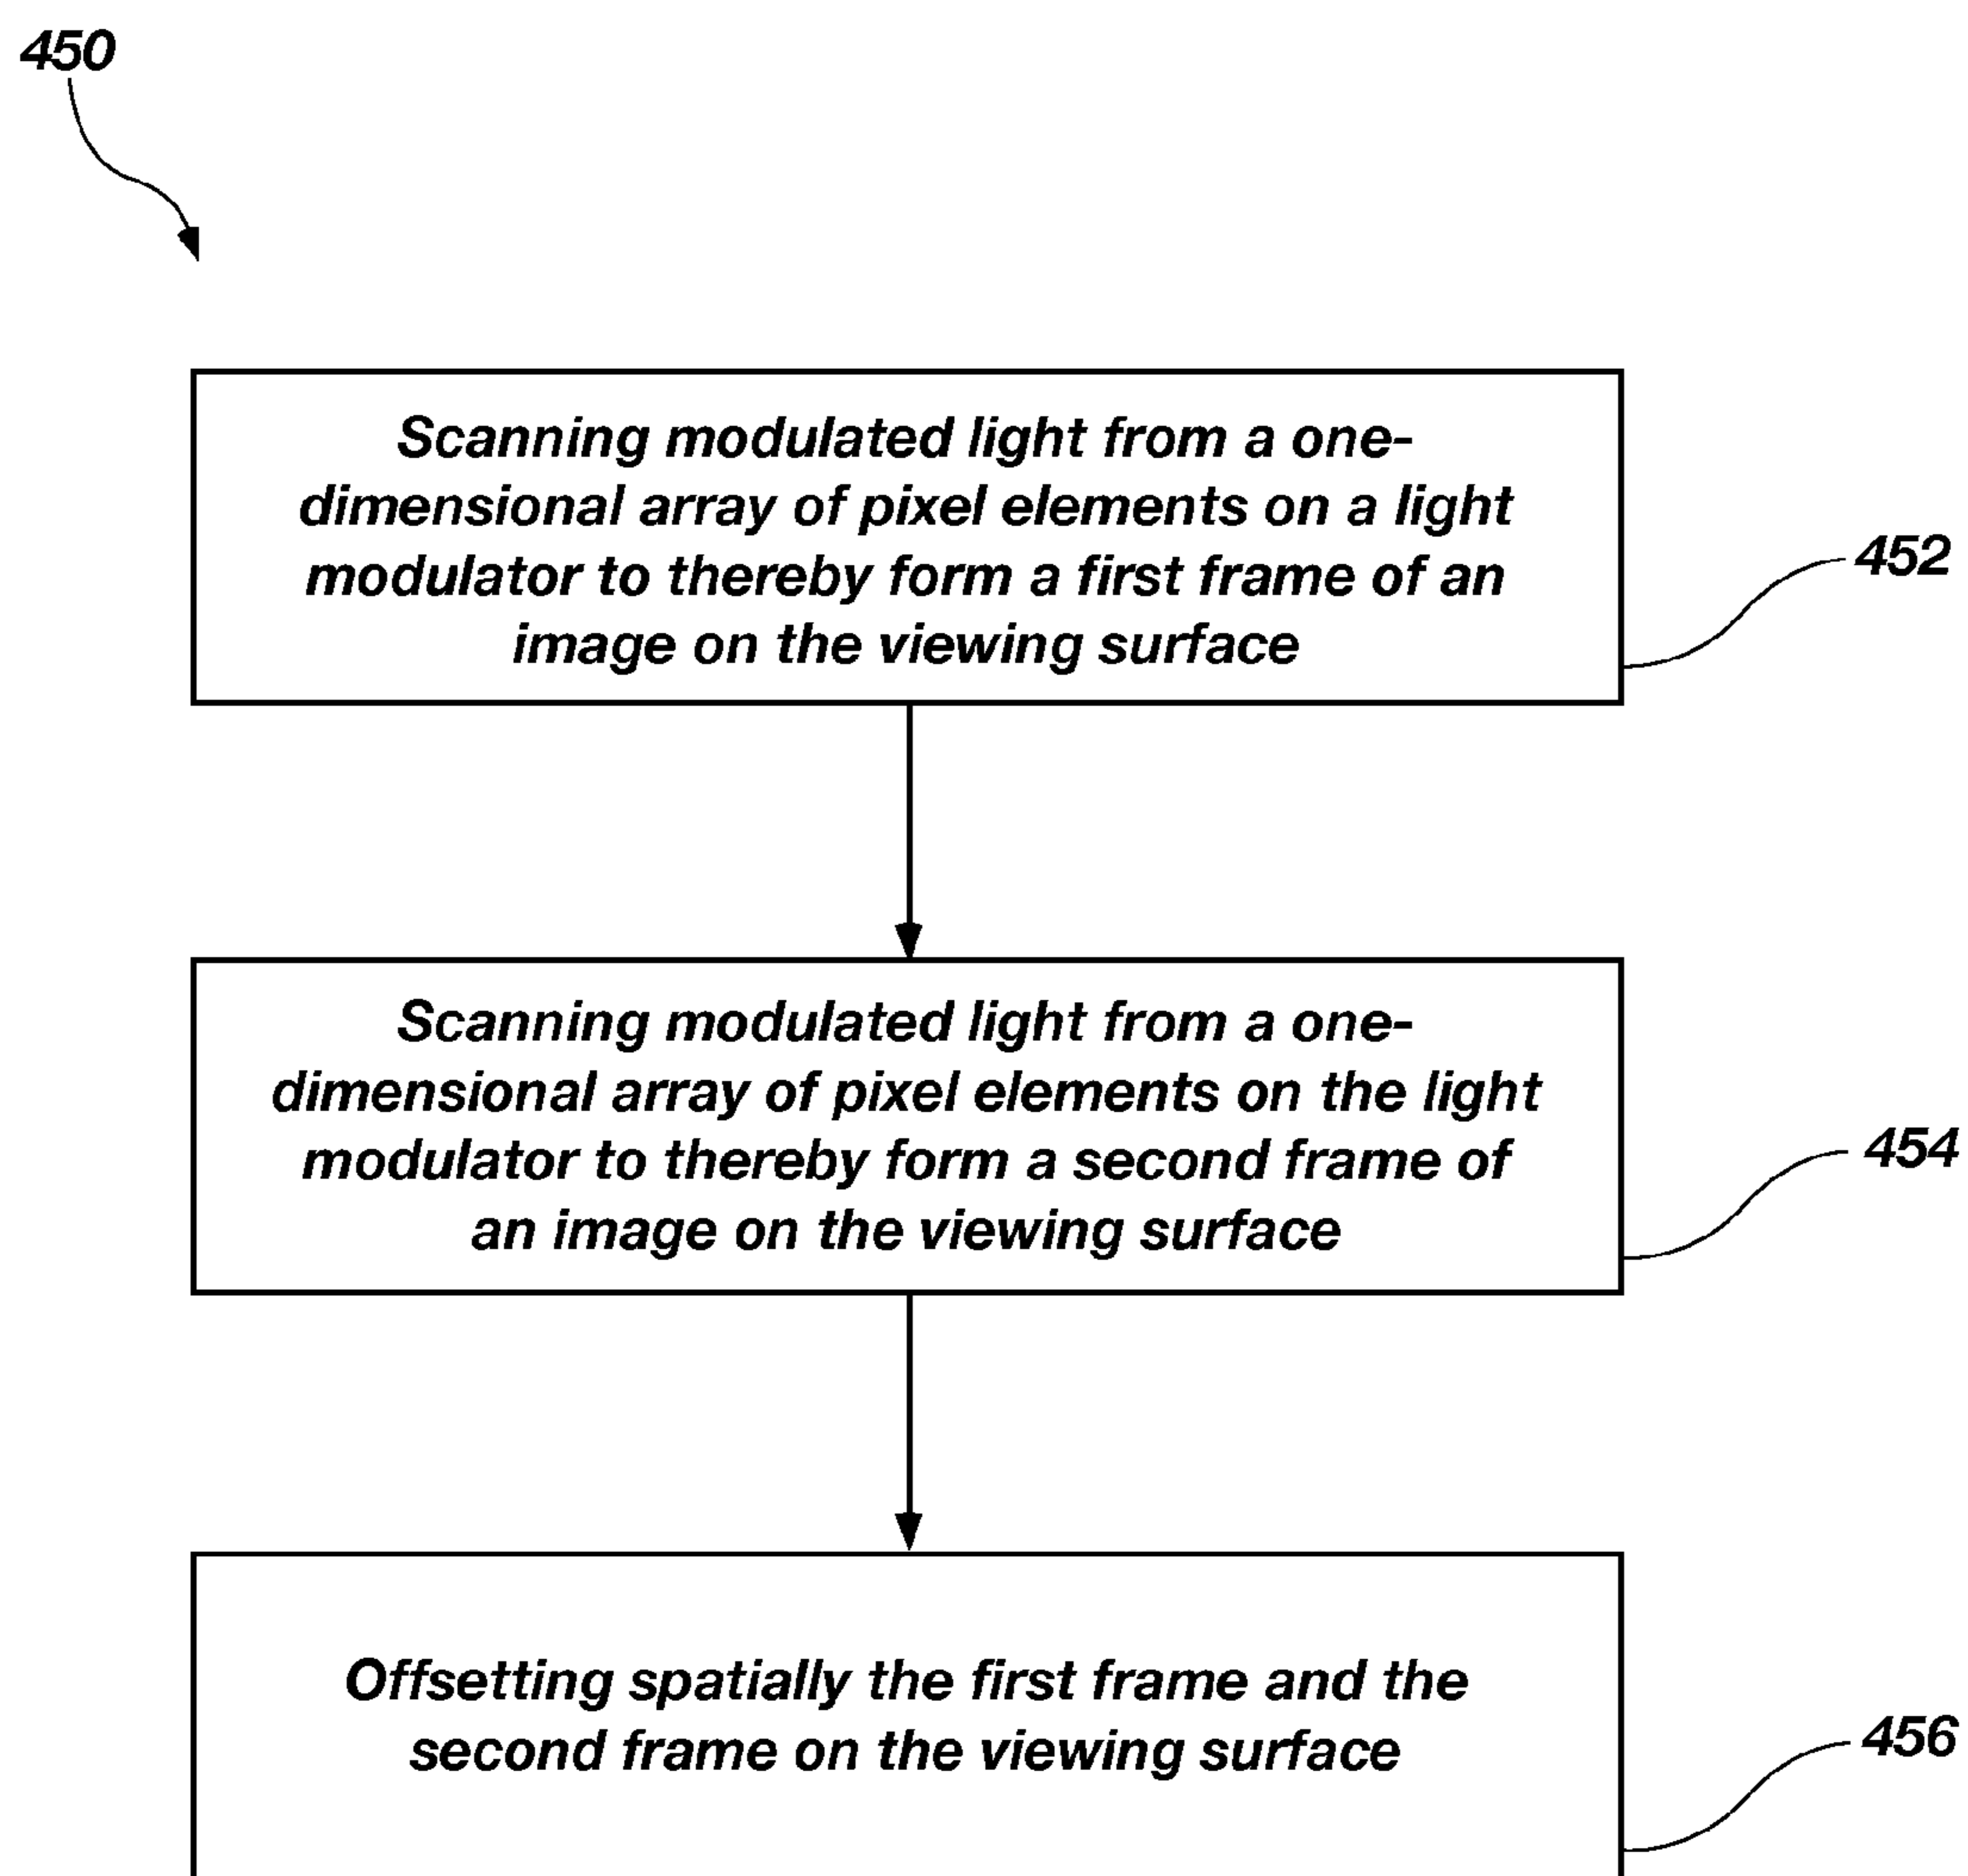 450
Scanning modulated light from a one-
dimensional array of pixel elements on a light
modulator to thereby form a first frame of an
image on the viewing surface
452
Scanning modulated light from a one-
dimensional array of pixel elements on the light
modulator to thereby form a second frame of
an image on the viewing surface
454
Offsetting spatially the first frame and the
second frame on the viewing surface
456